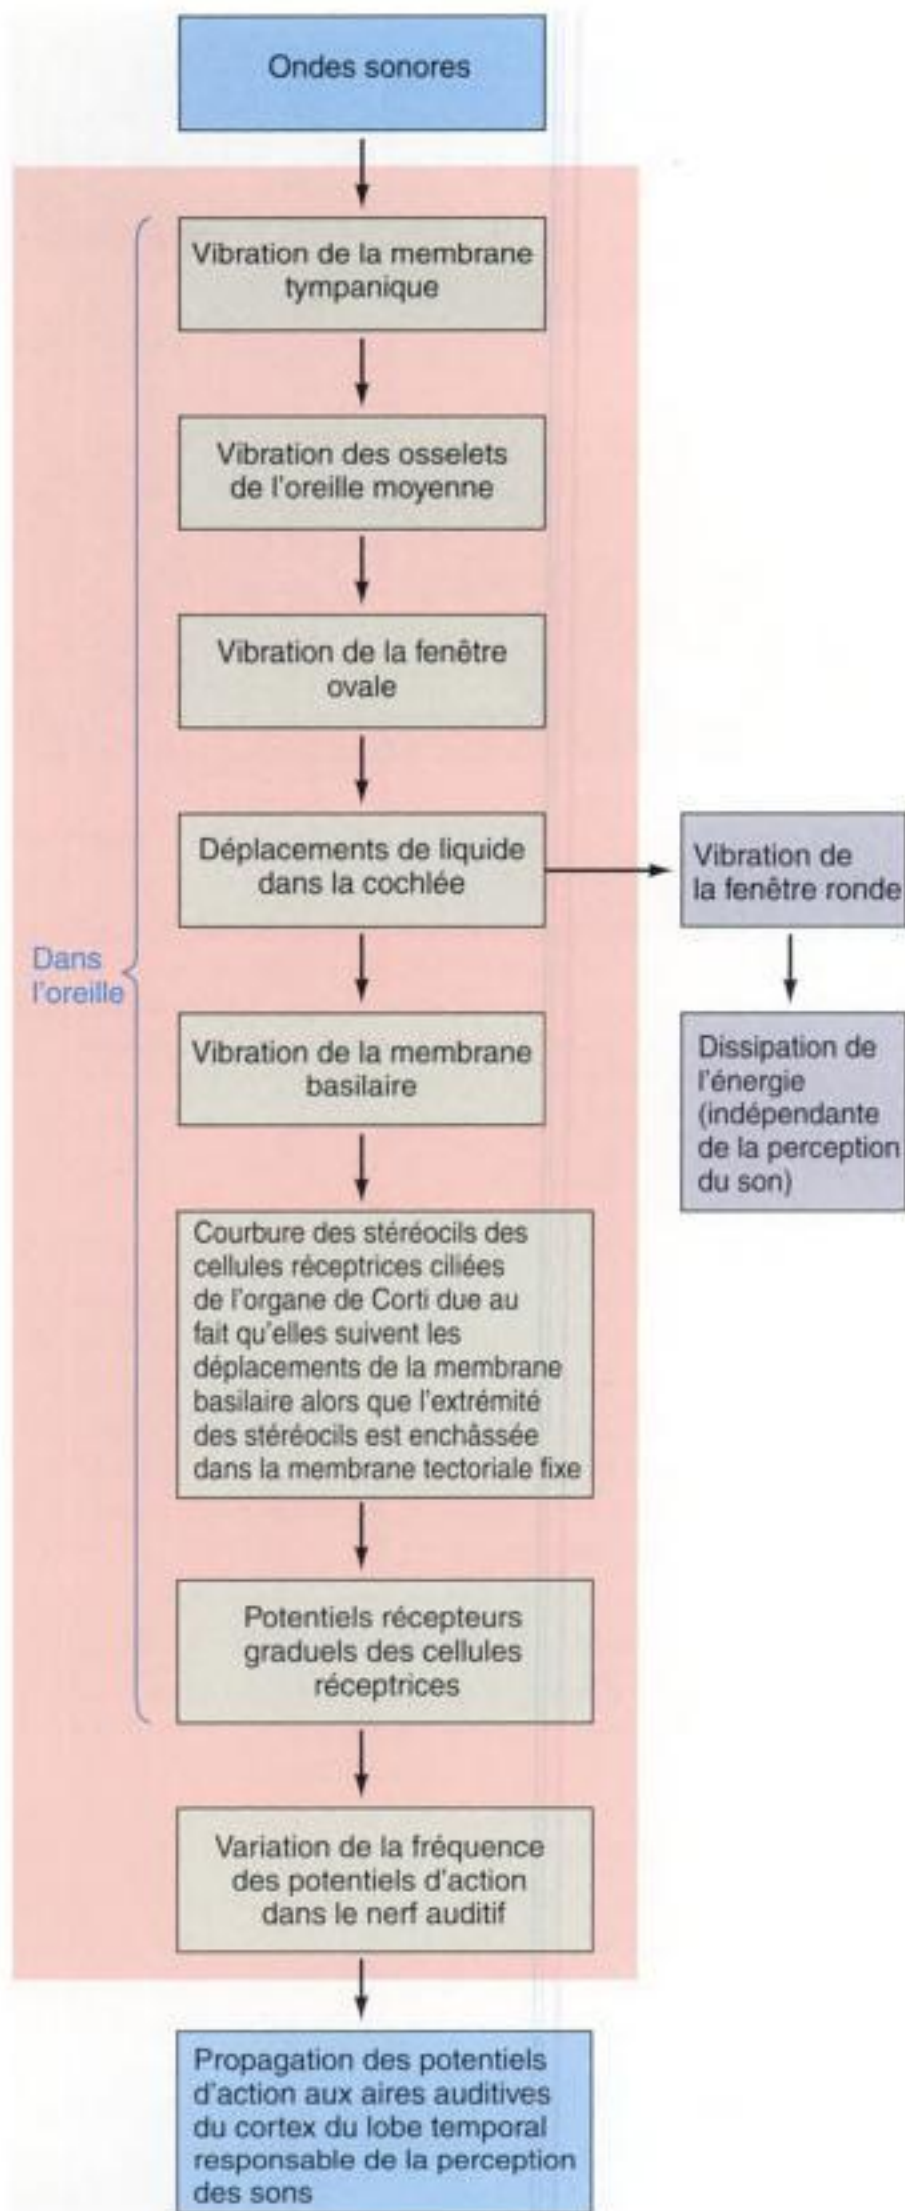 Ondes sonores
Vibration de la membrane
tympanique
Vibration des osselets
de l'oreille moyenne
Vibration de la fenêtre
ovale
Déplacements de liquide
dans la cochlée
Vibration de
la fenêtre ronde
Dans
l'oreille
Vibration de la membrane
basilaire
Dissipation de
l'énergie
(indépendante
de la perception
du son)
Courbure des stéréocils des
cellules réceptrices ciliées
de l'organe de Corti due au
fait qu'elles suivent les
déplacements de la membrane
basilaire alors que l'extrémité
des stéréocils est enchâssée
dans la membrane tectoriale fixe
Potentiels récepteurs
graduels des cellules
réceptrices
Variation de la fréquence
des potentiels d'action
dans le nerf auditif
Propagation des potentiels
d'action aux aires auditives
du cortex du lobe temporal
responsable de la perception
des sons